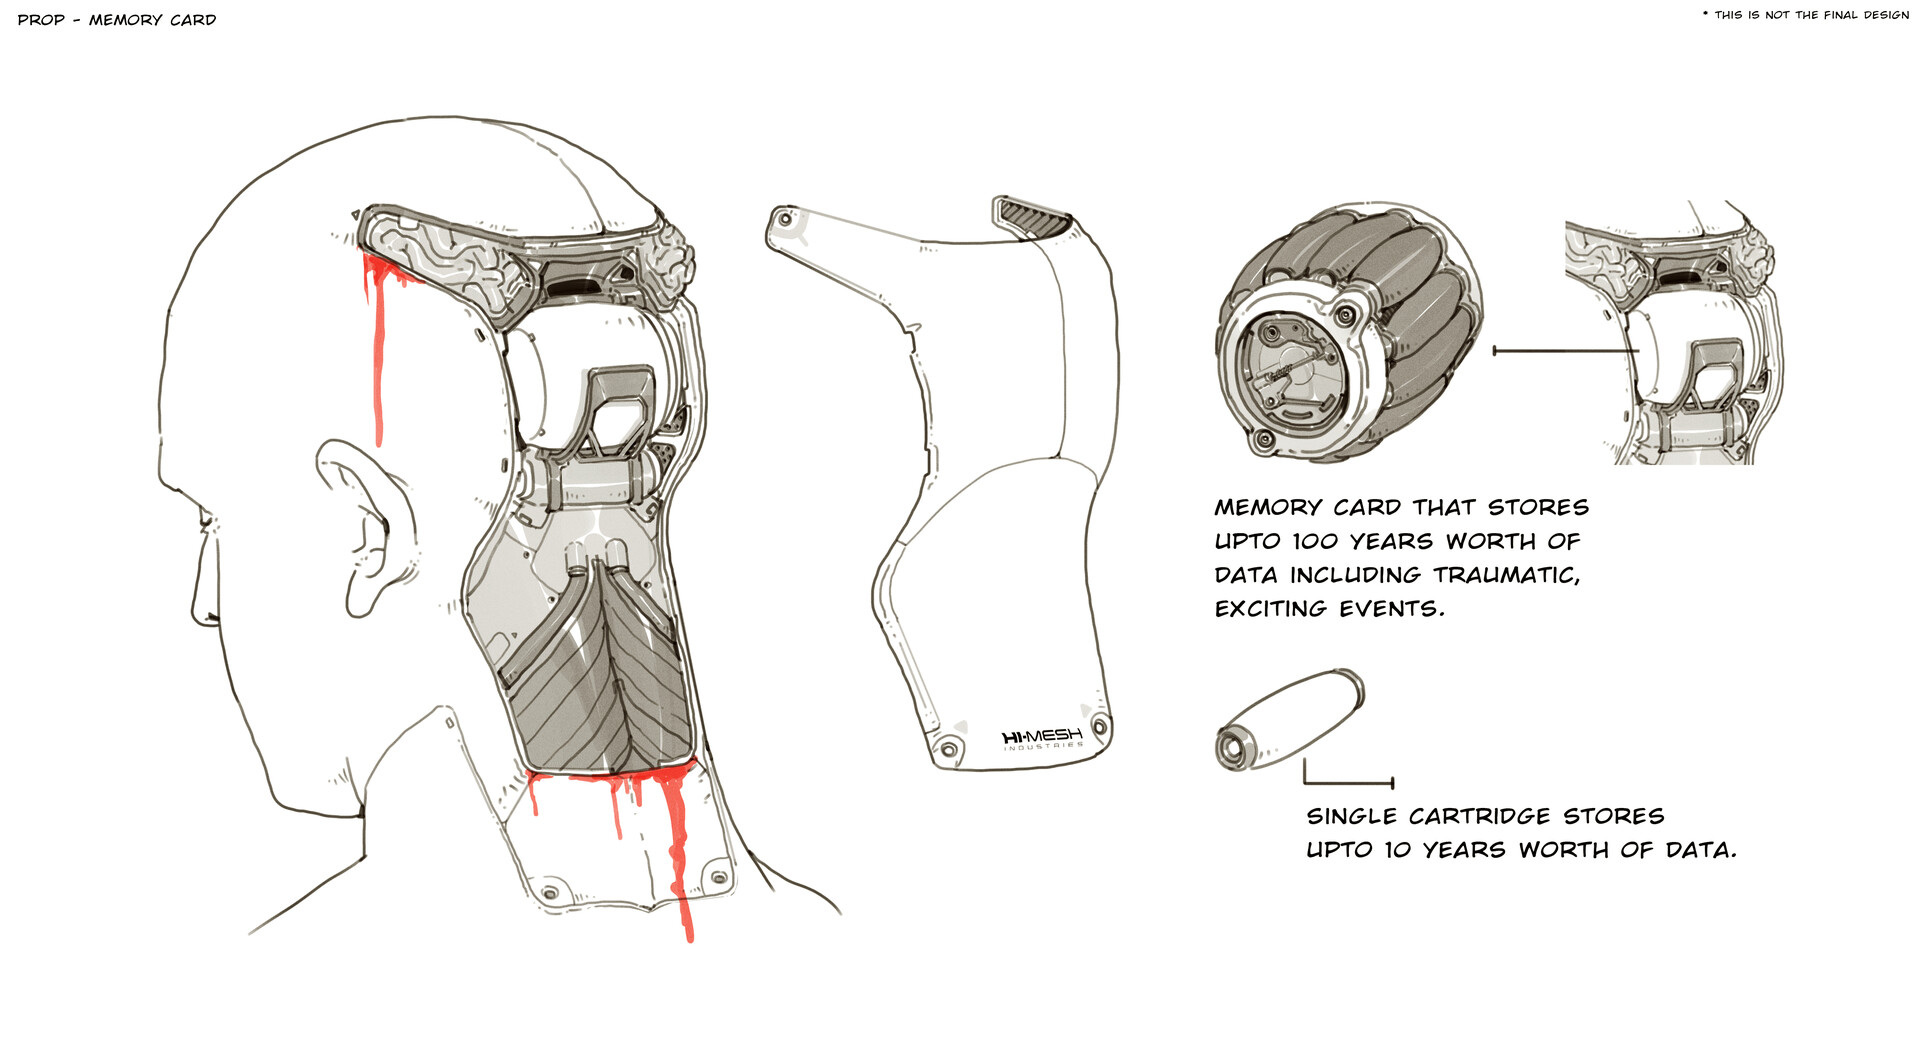 PROP - MEMORY CARD
* THIS IS NOT THE FINAL DESIGN
HI-MESH
INDUSTRIES
MEMORY CARD THAT STORES
UPTO 100 YEARS WORTH OF
DATA INCLUDING TRAUMATIC,
EXCITING EVENTS.
SINGLE CARTRIDGE STORES
UPTO 10 YEARS WORTH OF DATA.